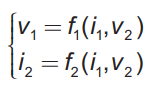 v₁ = f₁(i₁,v₂)
i₂ = f₂(i₁,v₂)